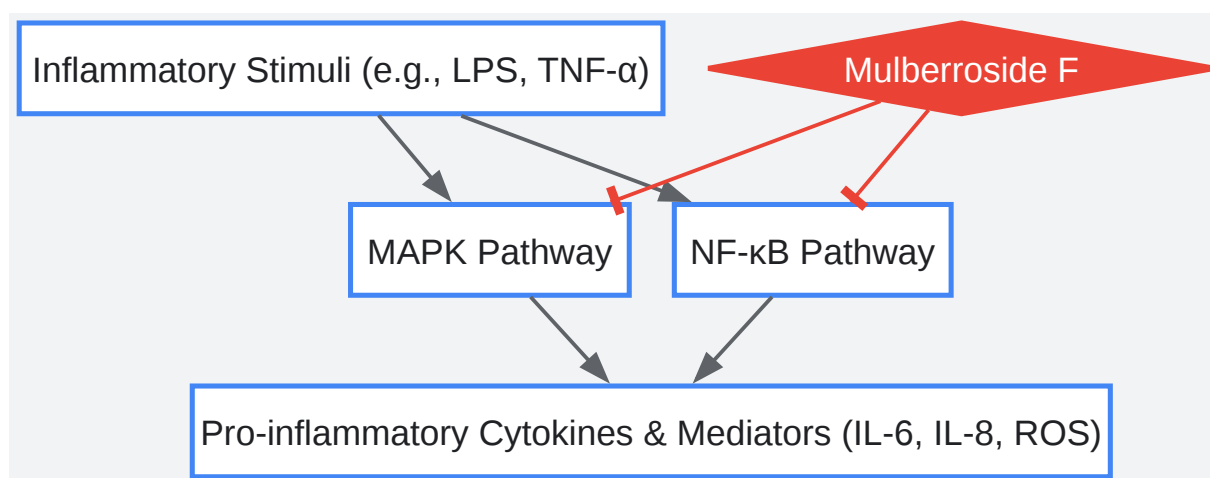 Inflammatory Stimuli (e.g., LPS, TNF-α)
Mulberroside F
MAPK Pathway
NF-κB Pathway
Pro-inflammatory Cytokines & Mediators (IL-6, IL-8, ROS)